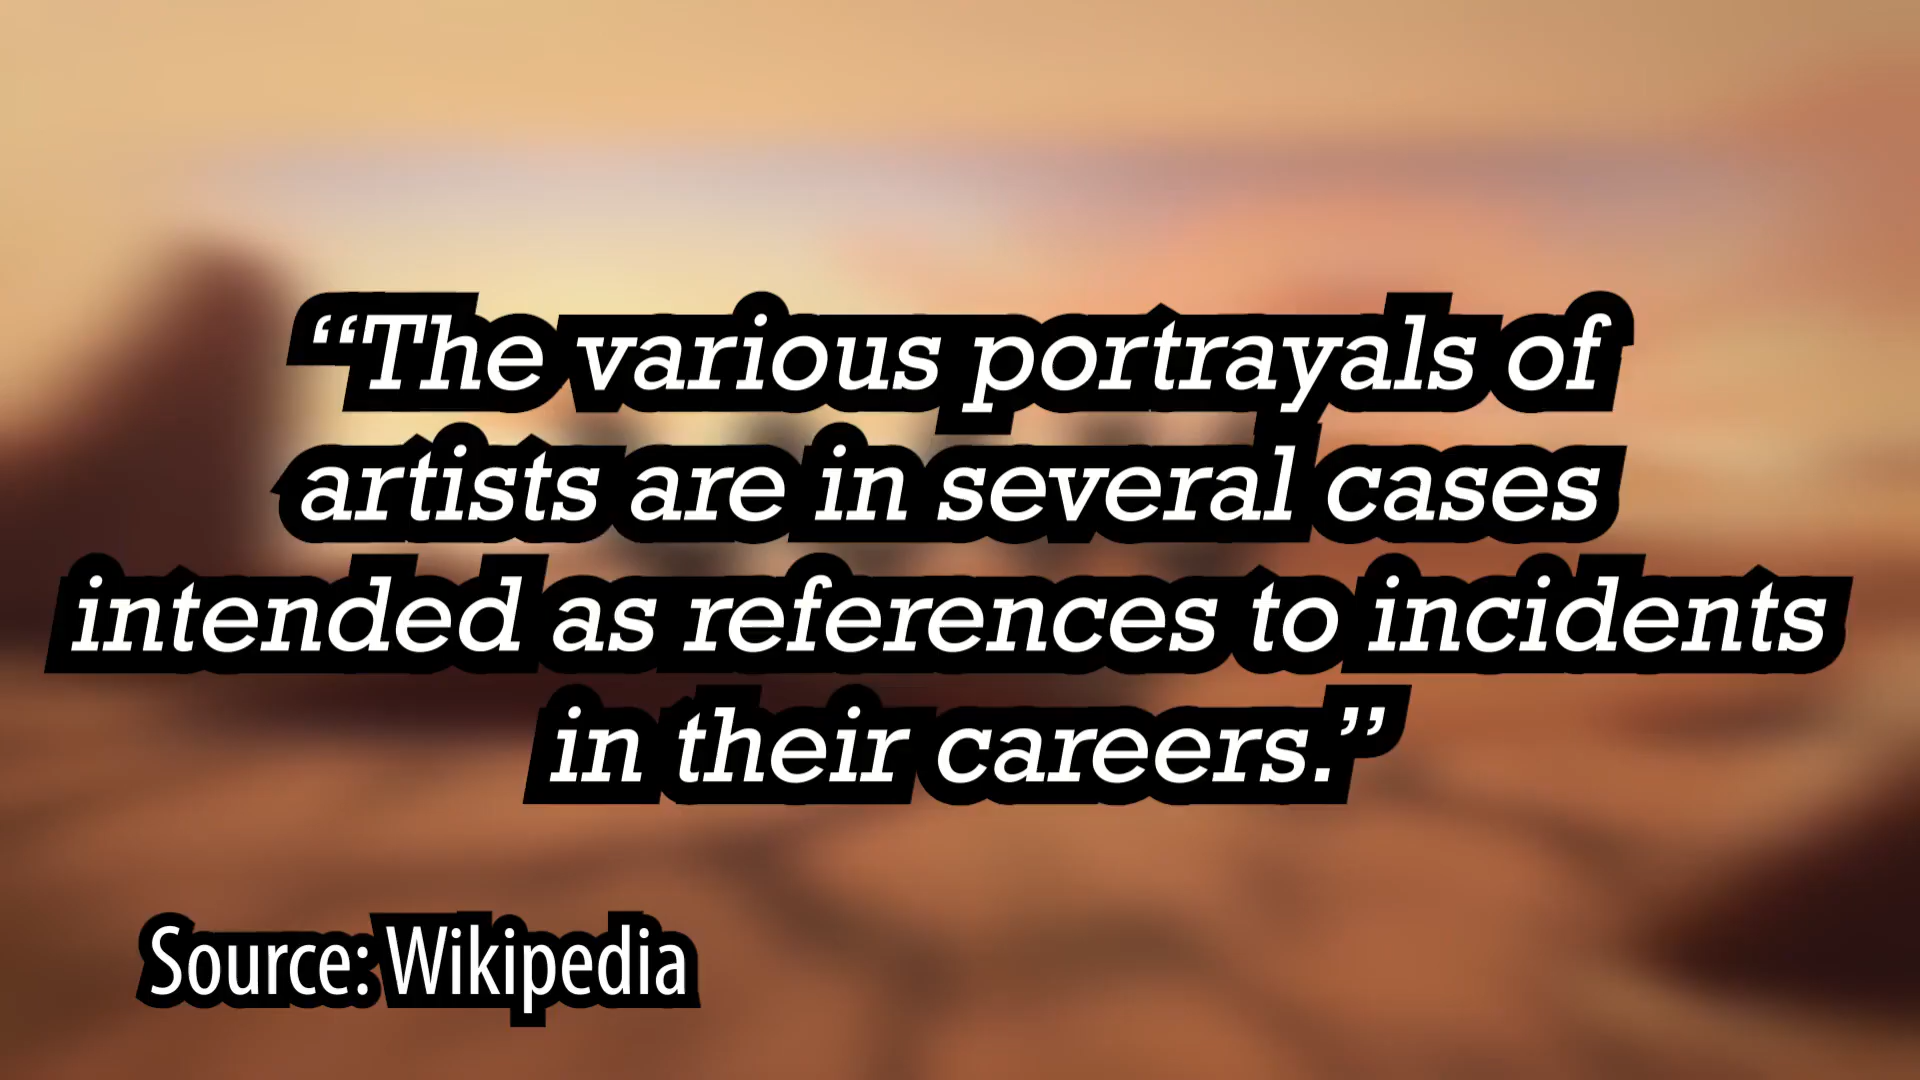 “The various portrayals of
artists are in several cases
intended as references to incidents
in their careers.”
Source: Wikipedia